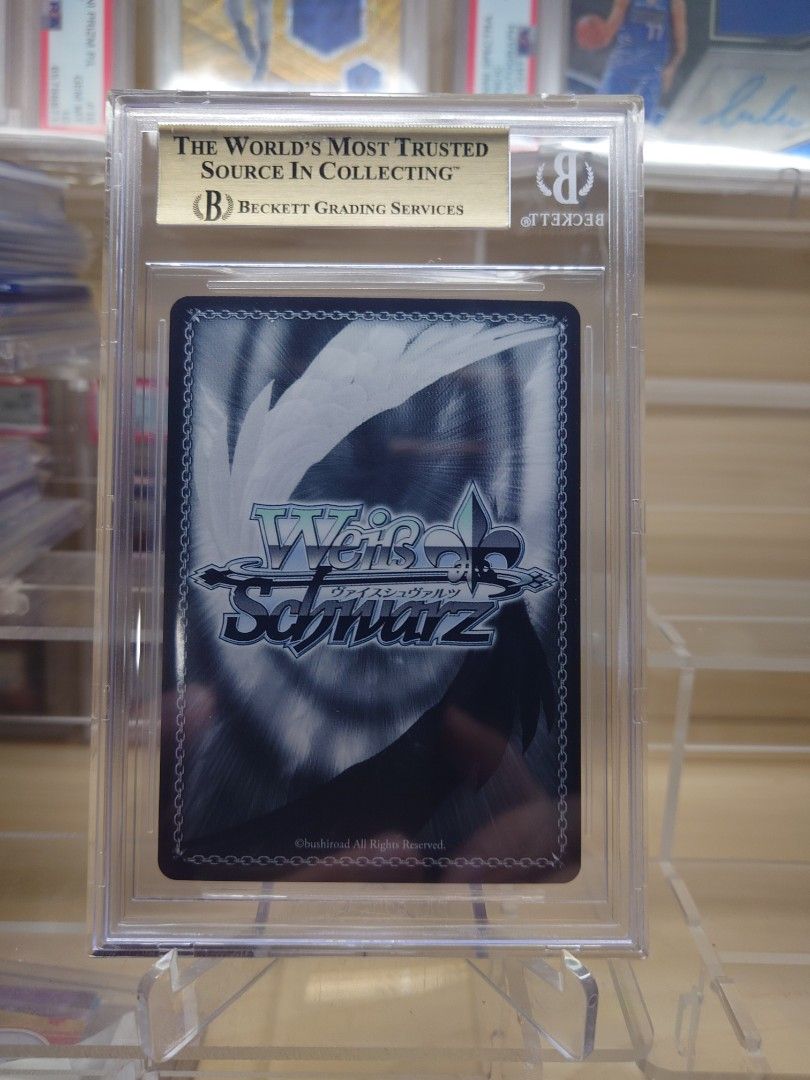 THE WORLD'S MOST TRUSTED
SOURCE IN COLLECTING™
B BECKETT GRADING SERVICES
B
BECKETT®
Weiß
ヴァイスシュヴァルツ
Schwarz
©bushiroad All Rights Reserved.
77